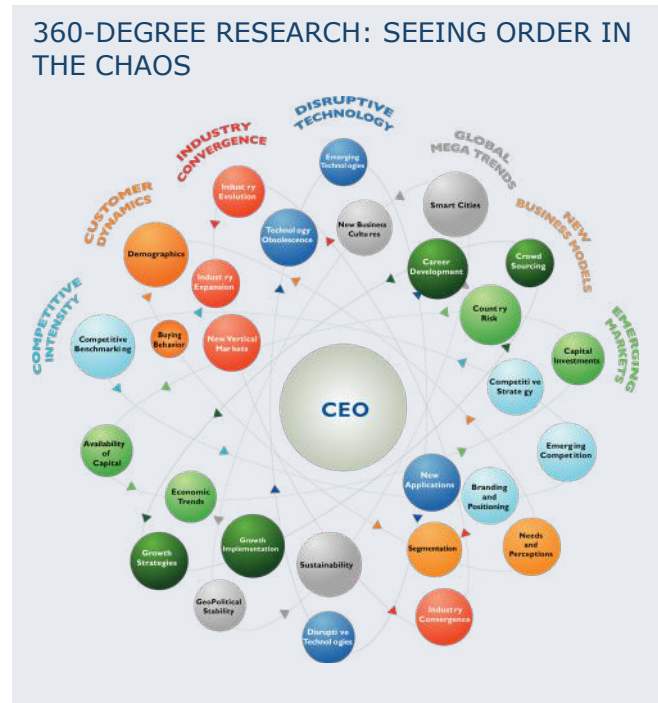 360-DEGREE RESEARCH: SEEING ORDER IN
THE CHAOS
COMPETITIVE
INTENSITY
CUSTOMER
DYNAMICS
INDUSTRY
CONVERGENCE
DISRUPTIVE
TECHNOLOGY
GLOBAL
MEGA TRENDS
NEW
BUSINESS MODELS
EMERGING
MARKETS
Emerging
Technologies
Industry
Evolution
Smart Cities
Technology
Obsolescence
New Business
Cultures
Demographics
Career
Development
Crowd
Sourcing
Industry
Expansion
Country
Risk
Competitive
Benchmarking
Buying
Behavior
New Vertical
Markets
Capital
Investments
Competitive
Strategy
CEO
Availability
of
Capital
Emerging
Competition
Economic
Trends
New
Applications
Branding
and
Positioning
Growth
Strategies
Growth
Implementation
Sustainability
Segmentation
Needs
and
Perceptions
GeoPolitical
Stability
Industry
Convergence
Disruptive
Technologies